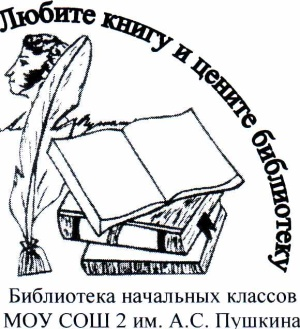 Любите книгу и цените библиотеку
Библиотека начальных классов
МОУ СОШ 2 им. А.С. Пушкина